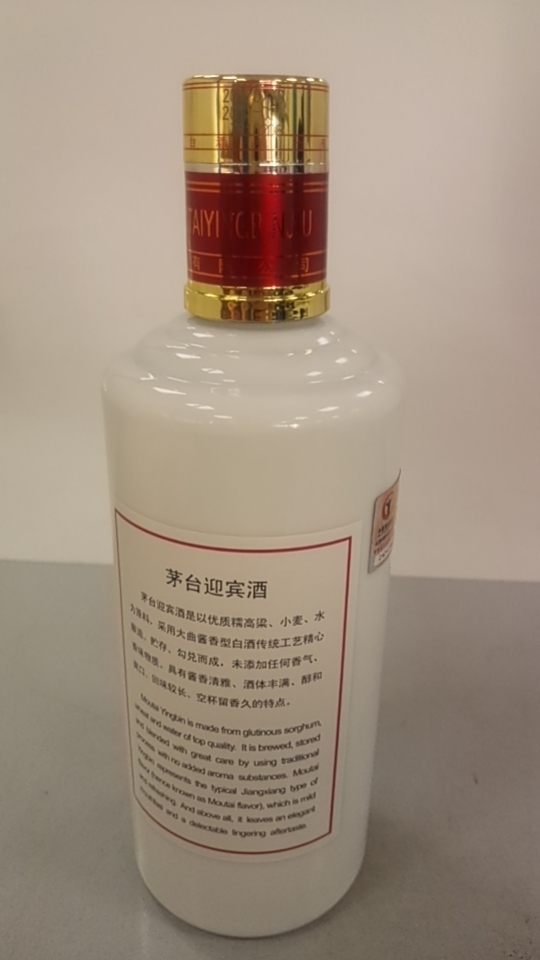 TAIYINGBINJIU
公司
茅台迎宾酒
茅台迎宾酒是以优质糯高粱、小麦、水
为原料，采用大曲酱香型白酒传统工艺精心
酿造，贮存，勾兑而成，未添加任何香气、
香味物质，具有酱香清雅、酒体丰满、醇和
爽口、回味较长、空杯留香久的特点。
Moutai Yingbin is made from glutinous sorghum,
wheat and water of top quality. It is brewed, stored
and blended with great care by using traditional
process with no added aroma substances. Moutai
Yingbin represents the typical Jiangxiang type of
flavor (hence known as Moutai flavor), which is mild
and refreshing. And above all, it leaves an elegant
mouthfeel and a delectable lingering aftertaste.